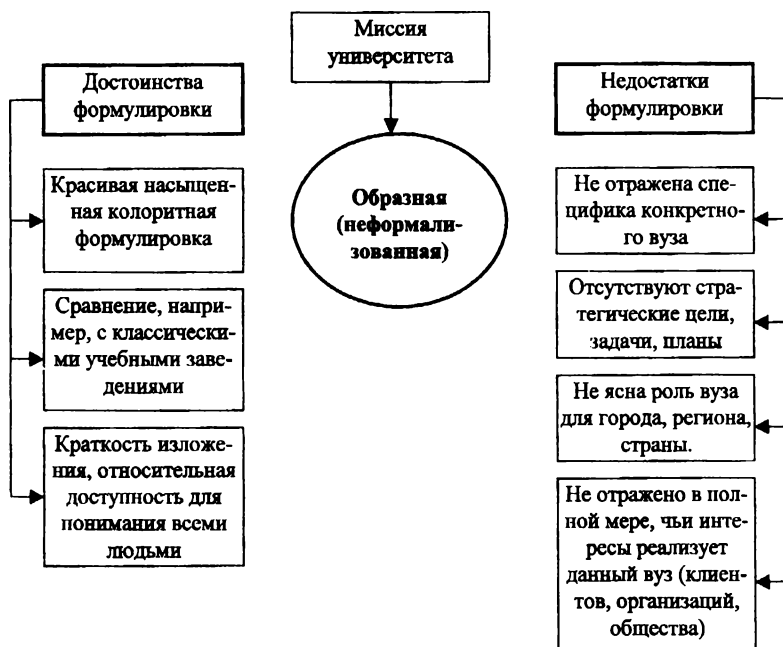 Миссия
университета
Достоинства
формулировки
Красивая насыщен-
ная колоритная
формулировка
Сравнение, напри-
мер, с классически-
ми учебными заве-
дениями
Краткость изложе-
ния, относительная
доступность для
понимания всеми
людьми
Образная
(неформали-
зованная)
Недостатки
формулировки
Не отражена спе-
цифика конкретно-
го вуза
Отсутствуют стра-
тегические цели,
задачи, планы
Не ясна роль вуза
для города, региона,
страны.
Не отражено в пол-
ной мере, чьи инте-
ресы реализует
данный вуз (клиен-
тов, организаций,
общества)